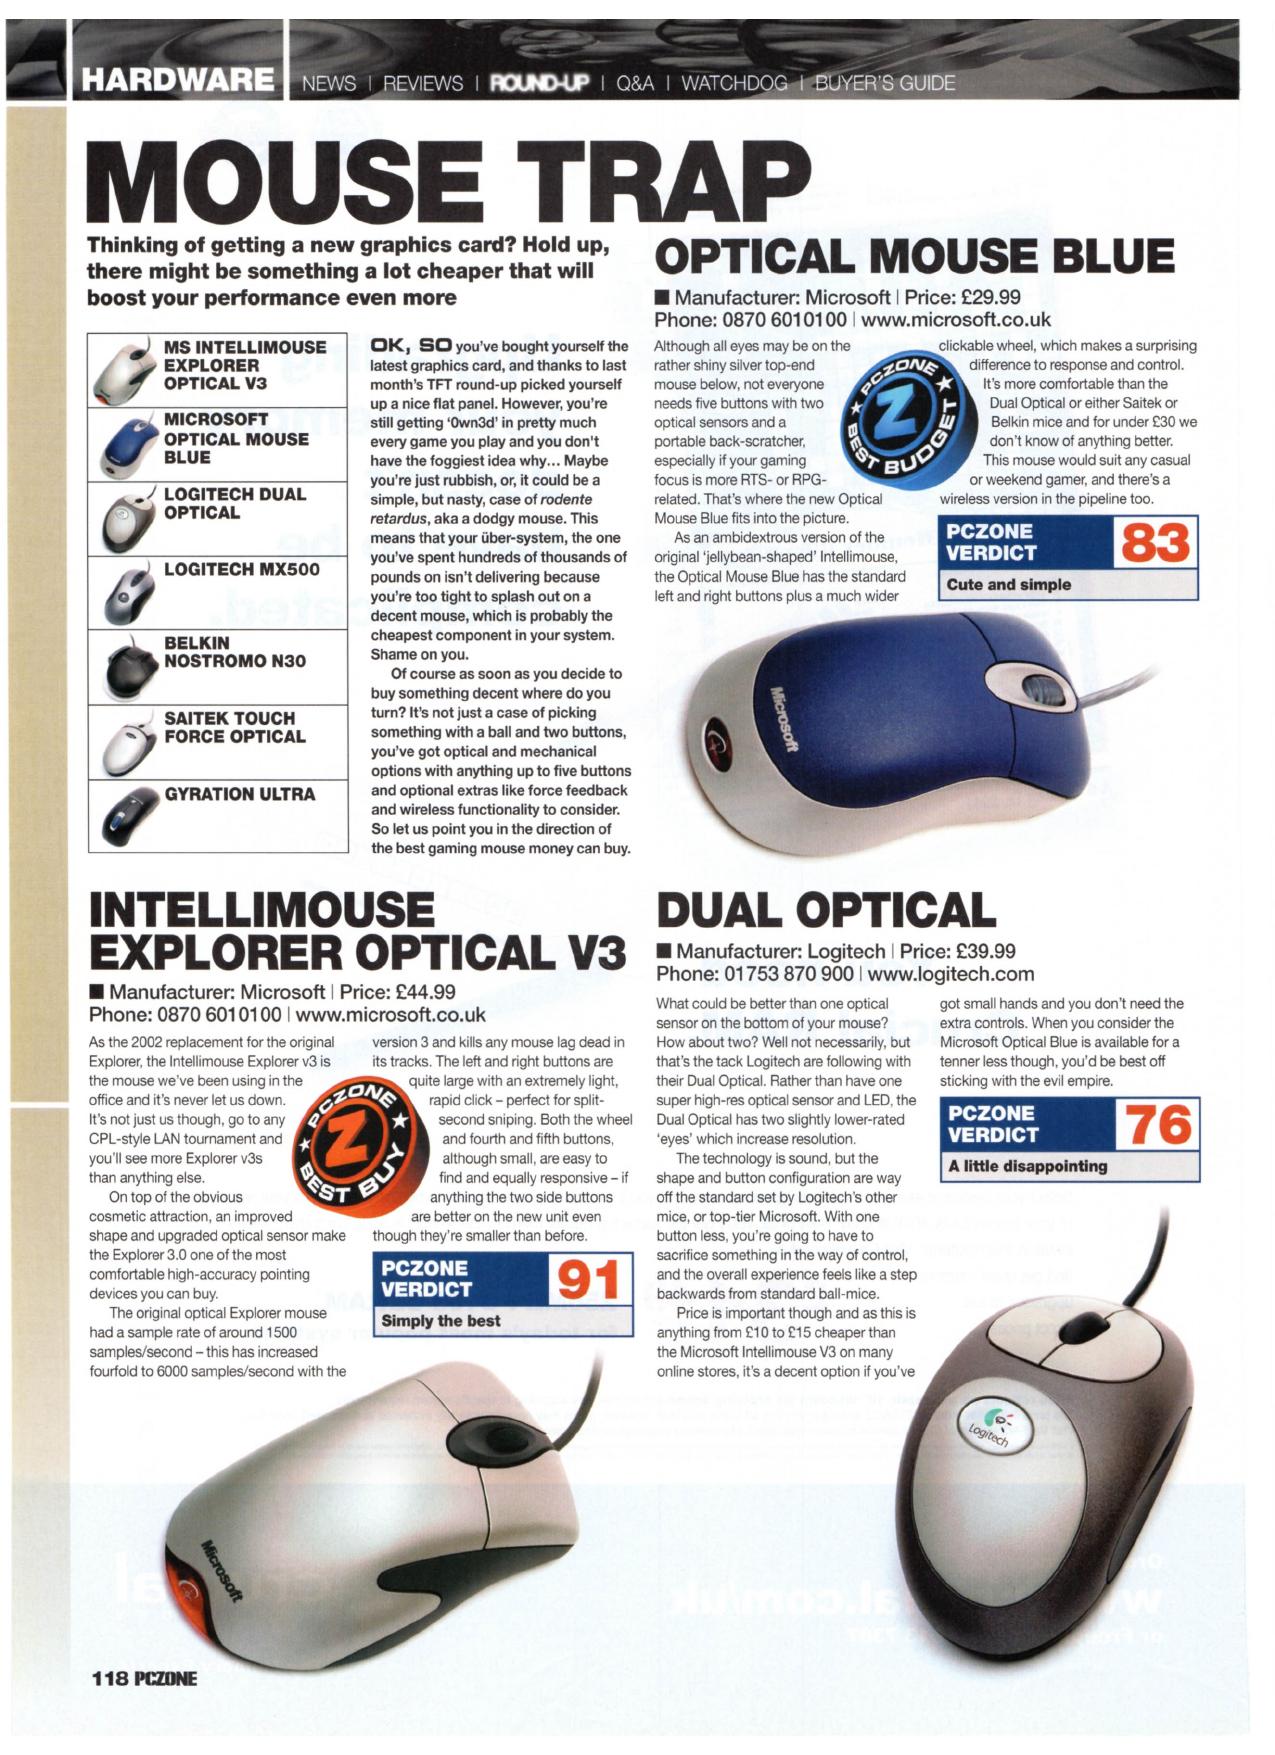 HARDWARE
NEWS | REVIEWS | ROUND-UP | Q&A | WATCHDOG | BUYER'S GUIDE
MOUSE TRAP
Thinking of getting a new graphics card? Hold up,
there might be something a lot cheaper that will
boost your performance even more
MS INTELLIMOUSE
EXPLORER
OPTICAL V3
MICROSOFT
OPTICAL MOUSE
BLUE
LOGITECH DUAL
OPTICAL
LOGITECH MX500
BELKIN
NOSTROMO N30
SAITEK TOUCH
FORCE OPTICAL
GYRATION ULTRA
OK, SO you've bought yourself the
latest graphics card, and thanks to last
month's TFT round-up picked yourself
up a nice flat panel. However, you're
still getting '0wn3d' in pretty much
every game you play and you don't
have the foggiest idea why... Maybe
you're just rubbish, or, it could be a
simple, but nasty, case of rodente
retardus, aka a dodgy mouse. This
means that your über-system, the one
you've spent hundreds of thousands of
pounds on isn't delivering because
you're too tight to splash out on a
decent mouse, which is probably the
cheapest component in your system.
Shame on you.
Of course as soon as you decide to
buy something decent where do you
turn? It's not just a case of picking
something with a ball and two buttons,
you've got optical and mechanical
options with anything up to five buttons
and optional extras like force feedback
and wireless functionality to consider.
So let us point you in the direction of
the best gaming mouse money can buy.
OPTICAL MOUSE BLUE
■ Manufacturer: Microsoft | Price: £29.99
Phone: 0870 6010100 | www.microsoft.co.uk
Although all eyes may be on the
rather shiny silver top-end
mouse below, not everyone
needs five buttons with two
optical sensors and a
portable back-scratcher,
especially if your gaming
focus is more RTS- or RPG-
related. That's where the new Optical
Mouse Blue fits into the picture.
As an ambidextrous version of the
original 'jellybean-shaped' Intellimouse,
the Optical Mouse Blue has the standard
left and right buttons plus a much wider
PCZONE
Z
BEST BUDGET
clickable wheel, which makes a surprising
difference to response and control.
It's more comfortable than the
Dual Optical or either Saitek or
Belkin mice and for under £30 we
don't know of anything better.
This mouse would suit any casual
or weekend gamer, and there's a
wireless version in the pipeline too.
PCZONE
VERDICT
83
Cute and simple
Microsoft
INTELLIMOUSE
EXPLORER OPTICAL V3
■ Manufacturer: Microsoft | Price: £44.99
Phone: 0870 6010100 | www.microsoft.co.uk
As the 2002 replacement for the original
Explorer, the Intellimouse Explorer v3 is
the mouse we've been using in the
office and it's never let us down.
It's not just us though, go to any
CPL-style LAN tournament and
you'll see more Explorer v3s
than anything else.
On top of the obvious
cosmetic attraction, an improved
shape and upgraded optical sensor make
the Explorer 3.0 one of the most
comfortable high-accuracy pointing
devices you can buy.
The original optical Explorer mouse
had a sample rate of around 1500
samples/second – this has increased
fourfold to 6000 samples/second with the
PCZONE
Z
BEST BUY
version 3 and kills any mouse lag dead in
its tracks. The left and right buttons are
quite large with an extremely light,
rapid click – perfect for split-
second sniping. Both the wheel
and fourth and fifth buttons,
although small, are easy to
find and equally responsive – if
anything the two side buttons
are better on the new unit even
though they're smaller than before.
PCZONE
VERDICT
91
Simply the best
Microsoft
DUAL OPTICAL
■ Manufacturer: Logitech | Price: £39.99
Phone: 01753 870 900 | www.logitech.com
What could be better than one optical
sensor on the bottom of your mouse?
How about two? Well not necessarily, but
that's the tack Logitech are following with
their Dual Optical. Rather than have one
super high-res optical sensor and LED, the
Dual Optical has two slightly lower-rated
'eyes' which increase resolution.
The technology is sound, but the
shape and button configuration are way
off the standard set by Logitech's other
mice, or top-tier Microsoft. With one
button less, you're going to have to
sacrifice something in the way of control,
and the overall experience feels like a step
backwards from standard ball-mice.
Price is important though and as this is
anything from £10 to £15 cheaper than
the Microsoft Intellimouse V3 on many
online stores, it's a decent option if you've
got small hands and you don't need the
extra controls. When you consider the
Microsoft Optical Blue is available for a
tenner less though, you'd be best off
sticking with the evil empire.
PCZONE
VERDICT
76
A little disappointing
Logitech
118 PCZONE